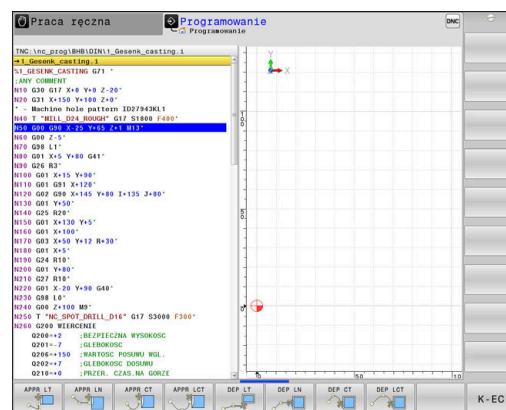 Praca ręczna
Programowanie
Programowanie
DNC
TNC:\nc_prog\BHB\DIN\1_Gesenk_casting.i
→1_Gesenk_casting.i
%1_GESENK_CASTING G71 *
;ANY COMMENT
N10 G30 G17 X+0 Y+0 Z-20*
N20 G31 X+150 Y+100 Z+0*
* - Machine hole pattern ID27943KL1
N40 T "MILL_D24_ROUGH" G17 S1800 F400*
N50 G00 G90 X-25 Y+65 Z+1 M13*
N60 G00 Z-5*
N70 G98 L1*
N80 G01 X+5 Y+80 G41*
N90 G26 R3*
N100 G01 X+15 Y+90*
N110 G01 G91 X+120*
N120 G02 G90 X+145 Y+80 I+135 J+80*
N130 G01 Y+50*
N140 G25 R20*
N150 G01 X+130 Y+5*
N160 G01 X+100*
N170 G03 X+50 Y+12 R+30*
N180 G01 X+5*
N190 G24 R10*
N200 G01 Y+80*
N210 G27 R10*
N220 G01 X-20 Y+90 G40*
N230 G98 L0*
N240 G00 Z+100 M9*
N250 T "NC_SPOT_DRILL_D16" G17 S3000 F300*
N260 G200 WIERCENIE
Q200=+2 ;BEZPIECZNA WYSOKOSC
Q201=-7 ;GLEBOKOSC
Q206=+150 ;WARTOSC POSUWU WGL.
Q202=+7 ;GLEBOKOSC DOSUWU
Q210=+0 ;PRZER. CZAS.NA GORZE
Y
X
100
50
0
0
50
10
APPR LT
APPR LN
APPR CT
APPR LCT
DEP LT
DEP LN
DEP CT
DEP LCT
K-EC